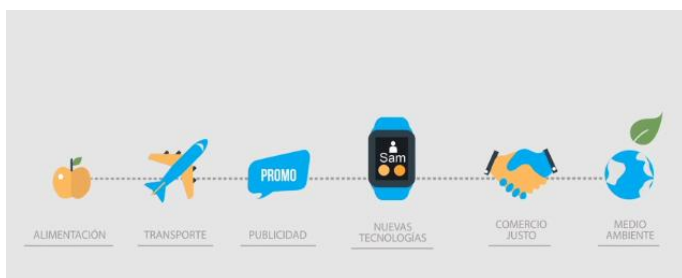 PROMO
Sam
ALIMENTACIÓN
TRANSPORTE
PUBLICIDAD
NUEVAS
TECNOLOGÍAS
COMERCIO
JUSTO
MEDIO
AMBIENTE